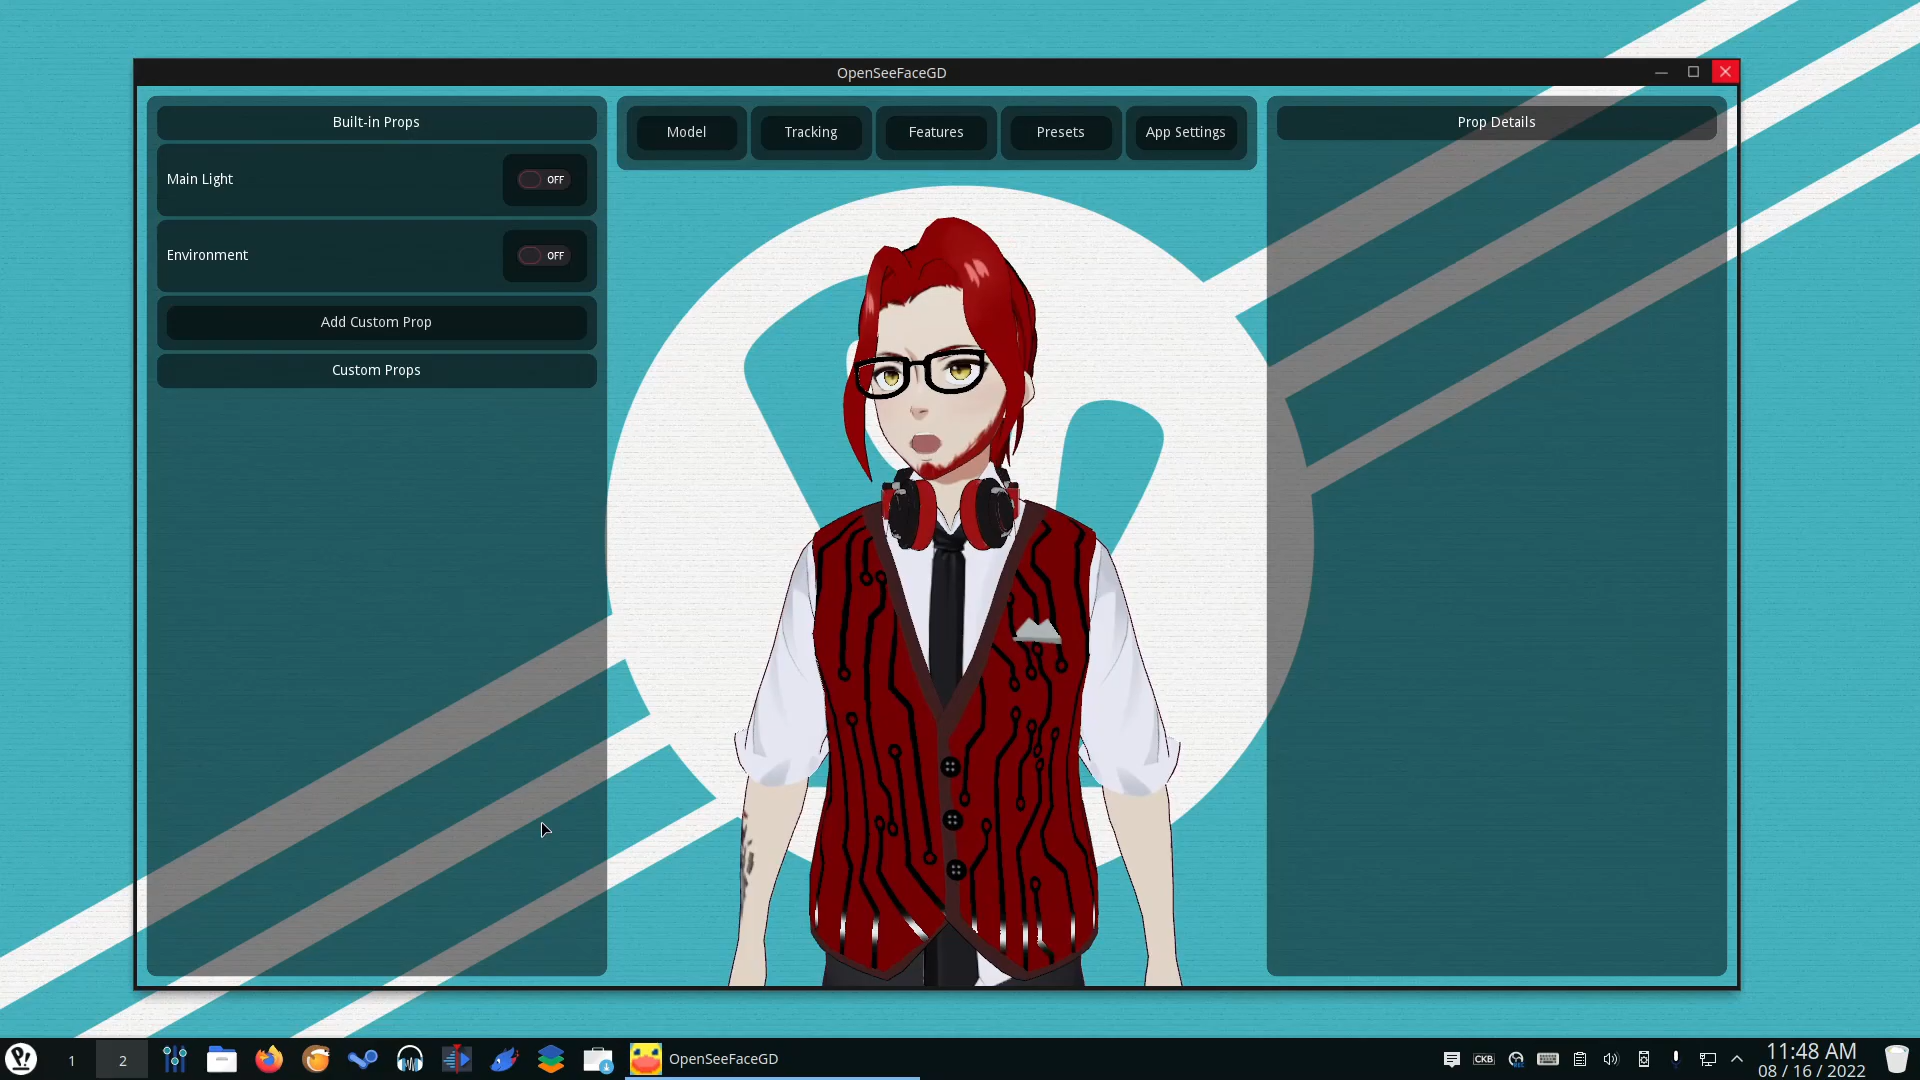 OpenSeeFaceGD
Built-in Props
Main Light
OFF
Environment
OFF
Add Custom Prop
Custom Props
Model
Tracking
Features
Presets
App Settings
Prop Details
1
2
OpenSeeFaceGD
CKB
11:48 AM
08 / 16 / 2022